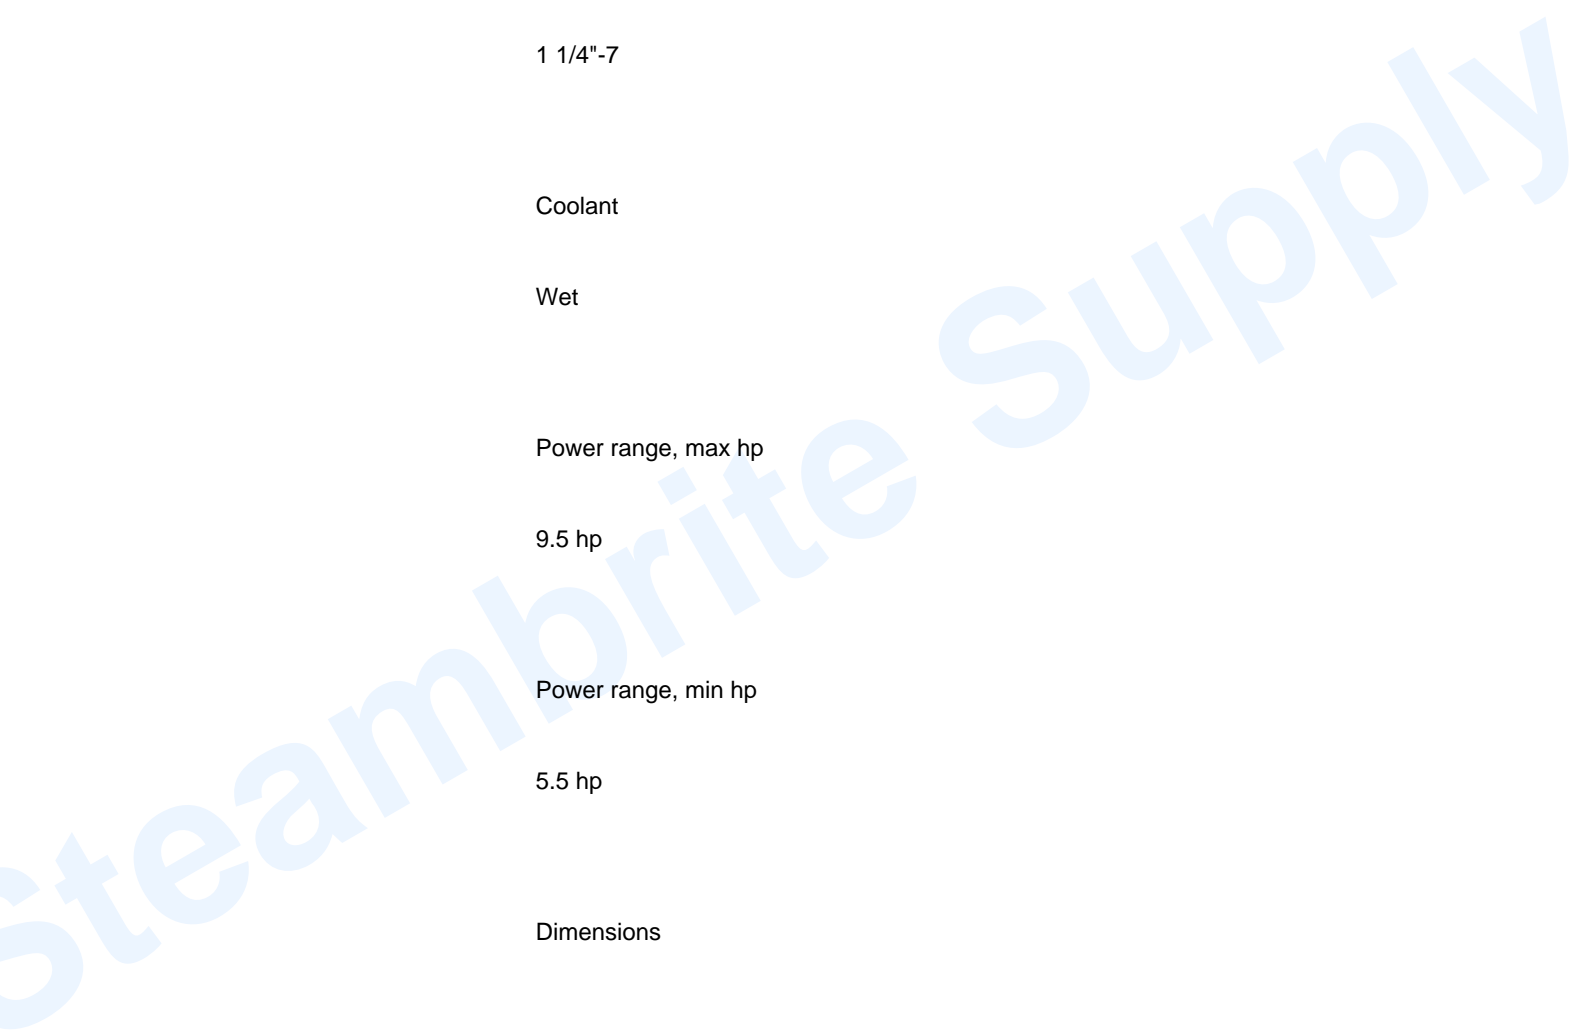 1 1/4"-7
Coolant
Wet
Power range, max hp
9.5 hp
Power range, min hp
5.5 hp
Dimensions
Steambrite Supply